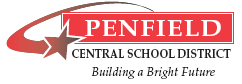 PENFIELD
CENTRAL SCHOOL DISTRICT
Building a Bright Future